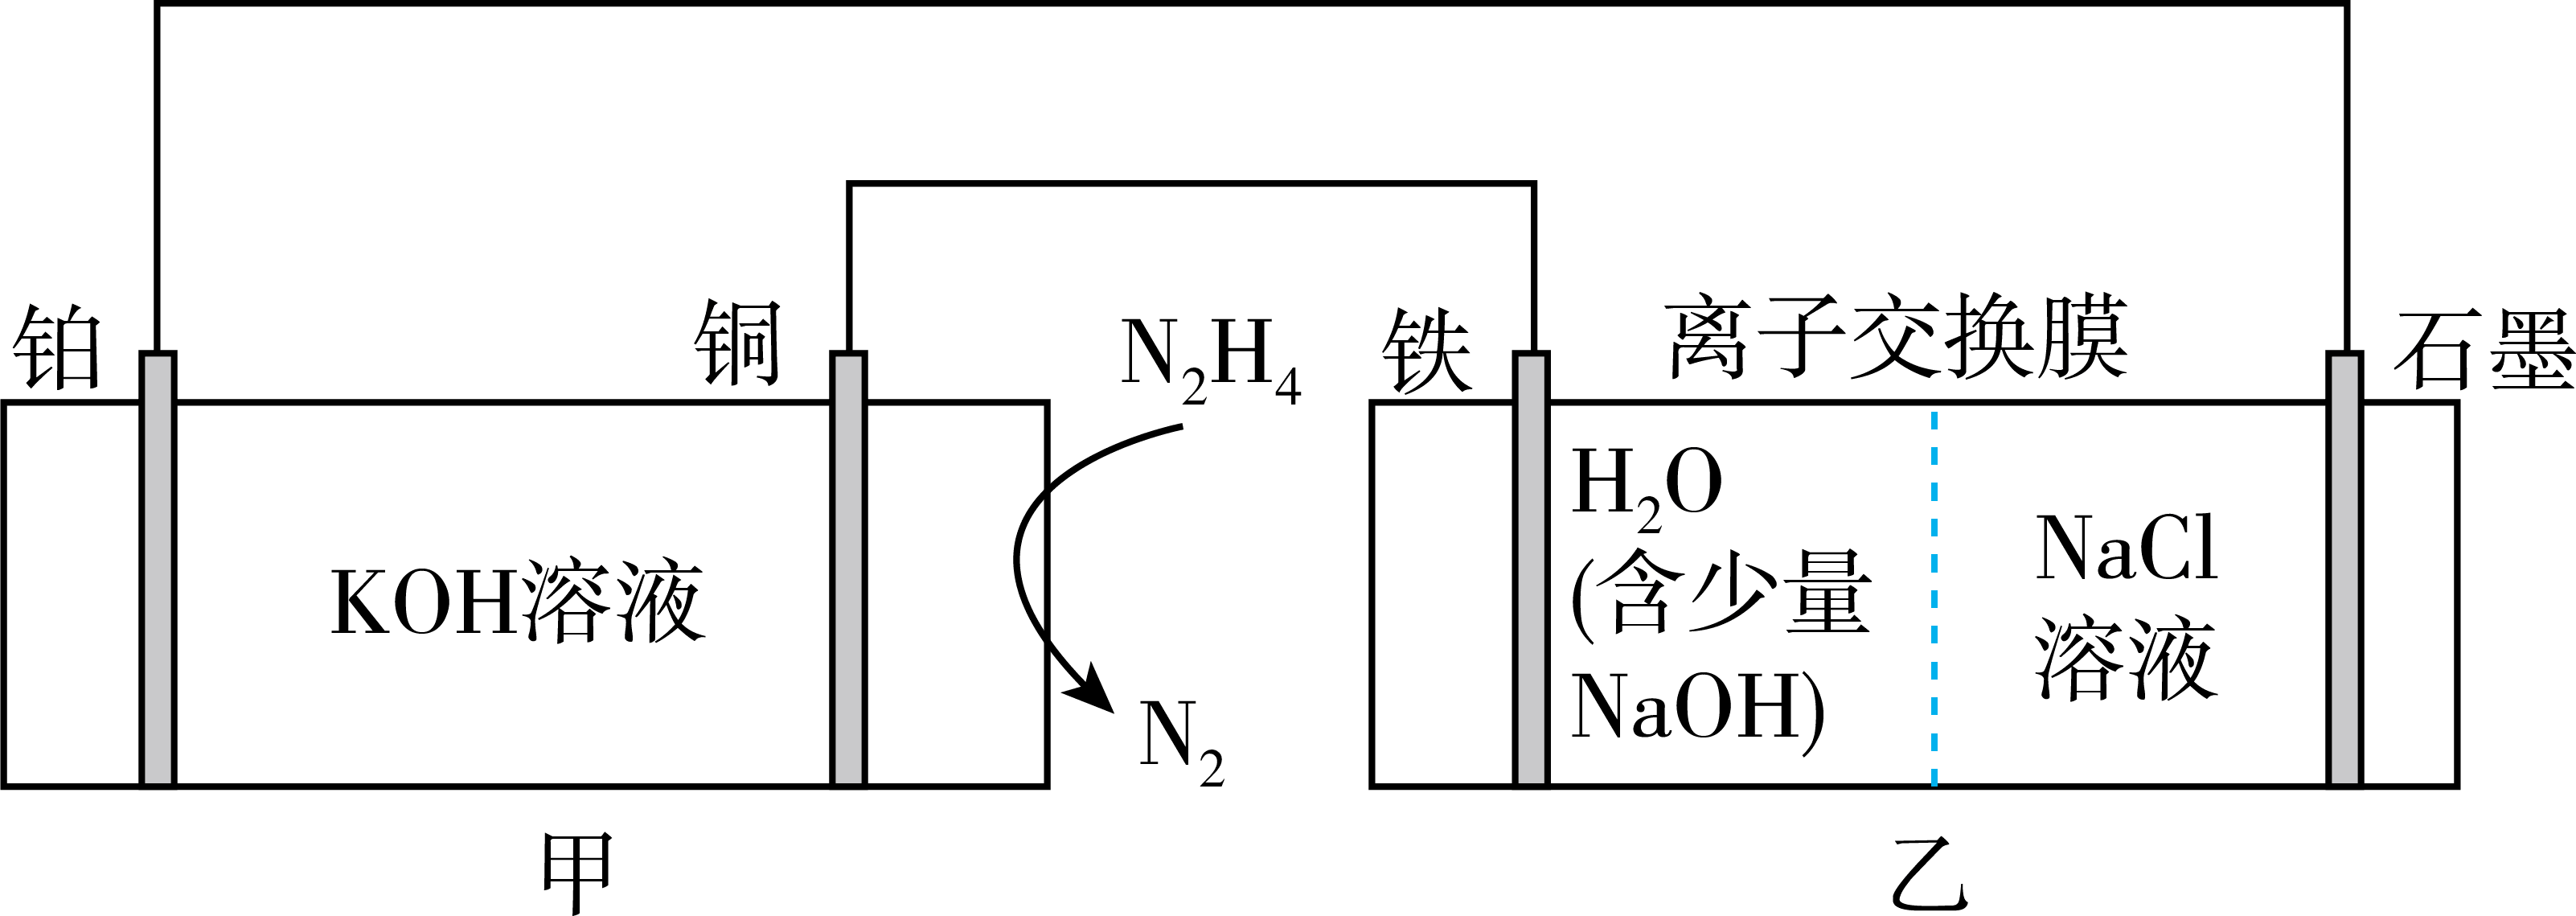 铂
铜
N₂H₄
铁
离子交换膜
石墨
KOH溶液
H₂O
(含少量
NaOH)
NaCl
溶液
N₂
甲
乙